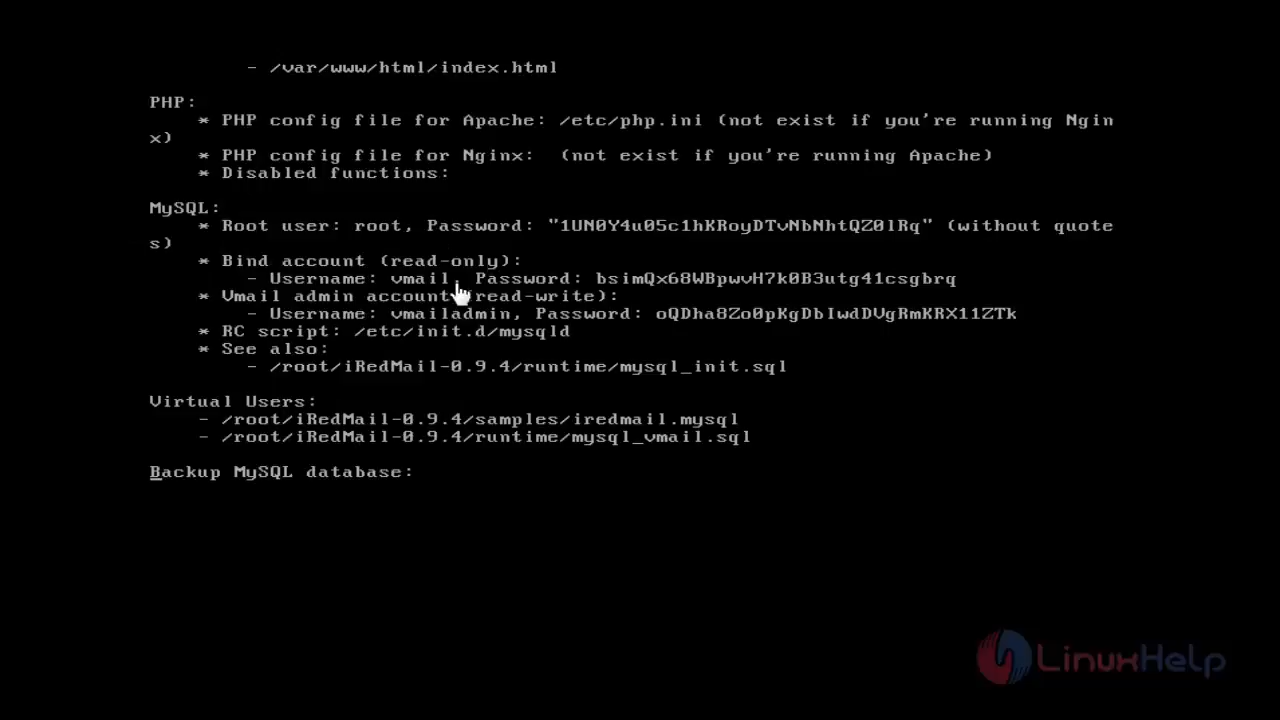 - /var/www/html/index.html
PHP:
* PHP config file for Apache: /etc/php.ini (not exist if you're running Ngin
x)
* PHP config file for Nginx:  (not exist if you're running Apache)
* Disabled functions:
MySQL:
* Root user: root, Password: "1UN0Y4u05c1hKRoyDTvNbNhtQZ0lRq" (without quote
s)
* Bind account (read-only):
- Username: vmail, Password: bsimQx68WBpwvH7k0B3utg41csgbrq
* Vmail admin account (read-write):
- Username: vmailadmin, Password: oQDha8Zo0pKgDbIwdDVgRmKRX11ZTk
* RC script: /etc/init.d/mysqld
* See also:
- /root/iRedMail-0.9.4/runtime/mysql_init.sql
Virtual Users:
- /root/iRedMail-0.9.4/samples/iredmail.mysql
- /root/iRedMail-0.9.4/runtime/mysql_vmail.sql
Backup MySQL database:
LinuxHelp